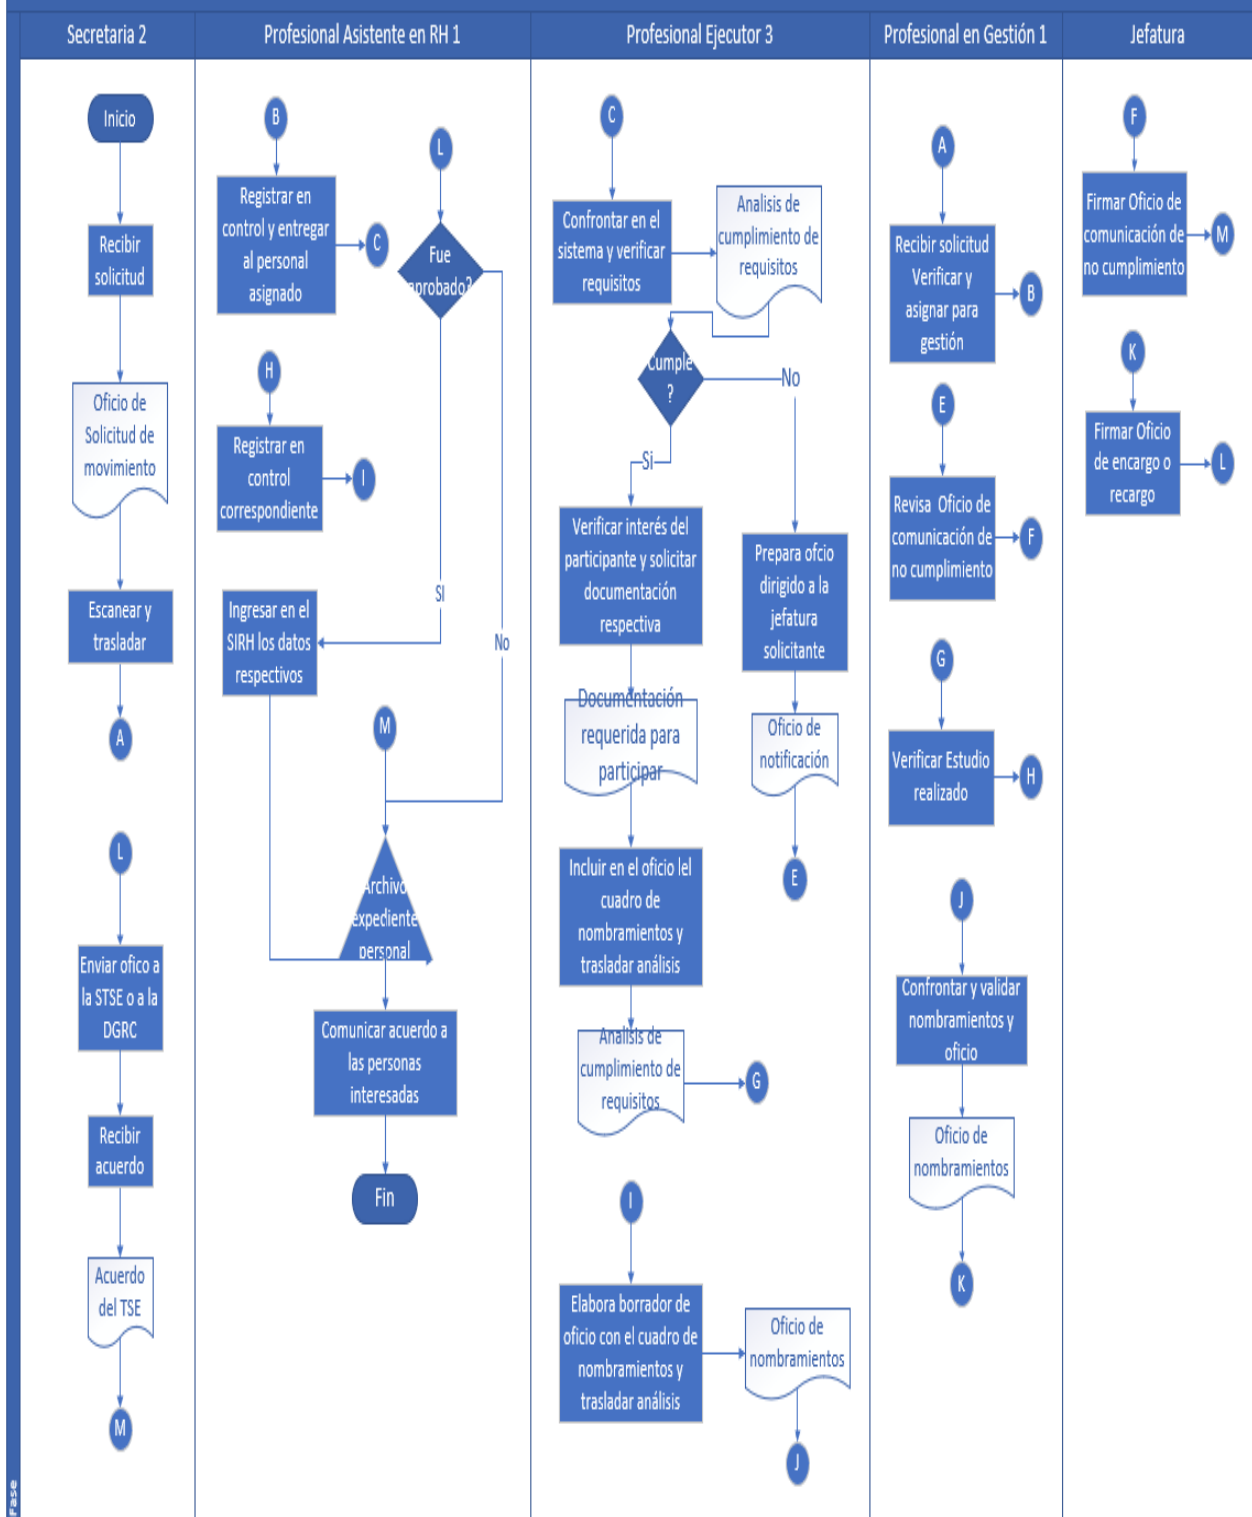 Secretaria 2
Profesional Asistente en RH 1
Profesional Ejecutor 3
Profesional en Gestión 1
Jefatura
Inicio
Recibir
solicitud
Oficio de
Solicitud de
movimiento
Escanear y
trasladar
A
L
Enviar ofico a
la STSE o a la
DGRC
Recibir
acuerdo
Acuerdo
del TSE
M
B
Registrar en
control y entregar
al personal
asignado
C
L
Fue
aprobado?
H
Registrar en
control
correspondiente
I
SI
No
Ingresar en el
SIRH los datos
respectivos
M
Archivo
expediente
personal
Comunicar acuerdo a
las personas
interesadas
Fin
C
Confrontar en el
sistema y verificar
requisitos
Analisis de
cumplimiento de
requisitos
Cumple
?
No
Si
Verificar interés del
participante y solicitar
documentación
respectiva
Prepara ofcio
dirigido a la
jefatura
solicitante
Documentación
requerida para
participar
Oficio de
notificación
E
Incluir en el oficio lel
cuadro de
nombramientos y
trasladar análisis
Analisis de
cumplimiento de
requisitos
G
I
Elabora borrador de
oficio con el cuadro de
nombramientos y
trasladar análisis
Oficio de
nombramientos
J
A
Recibir solicitud
Verificar y
asignar para
gestión
B
E
Revisa Oficio de
comunicación de
no cumplimiento
F
G
Verificar Estudio
realizado
H
J
Confrontar y validar
nombramientos y
oficio
Oficio de
nombramientos
K
F
Firmar Oficio de
comunicación de
no cumplimiento
M
K
Firmar Oficio
de encargo o
recargo
L
Fase